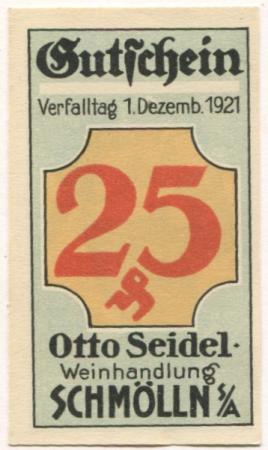 Gutschein
Verfalltag 1. Dezemb. 1921
25
Otto Seidel·
Weinhandlung
SCHMÖLLN S/A